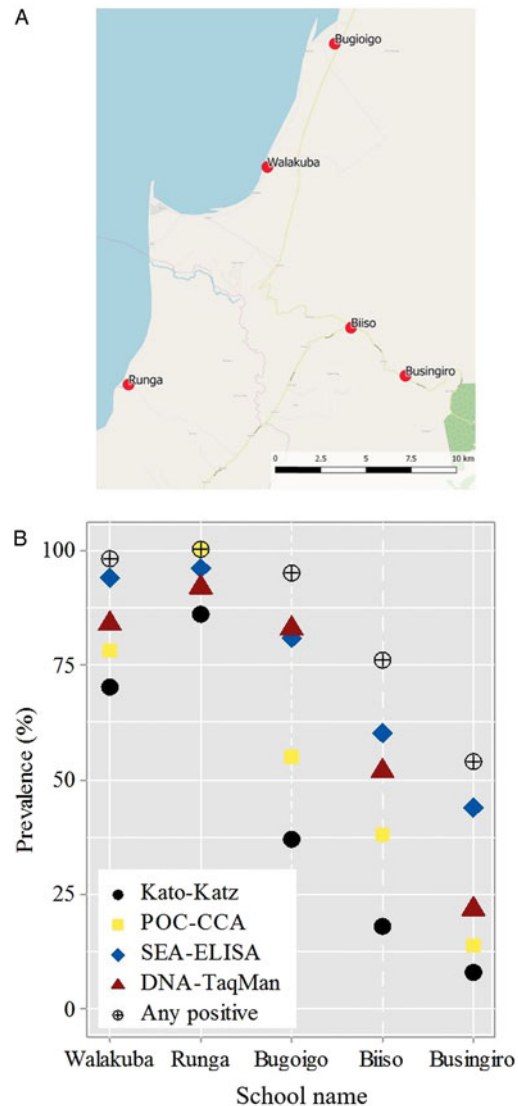 A
Bugioigo
Walakuba
Biiso
Busingiro
Runga
0 2.5 5 7.5 10 km
B
100
75
50
25
0
Prevalence (%)
Kato-Katz
POC-CCA
SEA-ELISA
DNA-TaqMan
Any positive
Walakuba Runga Bugoigo Biiso Busingiro
School name